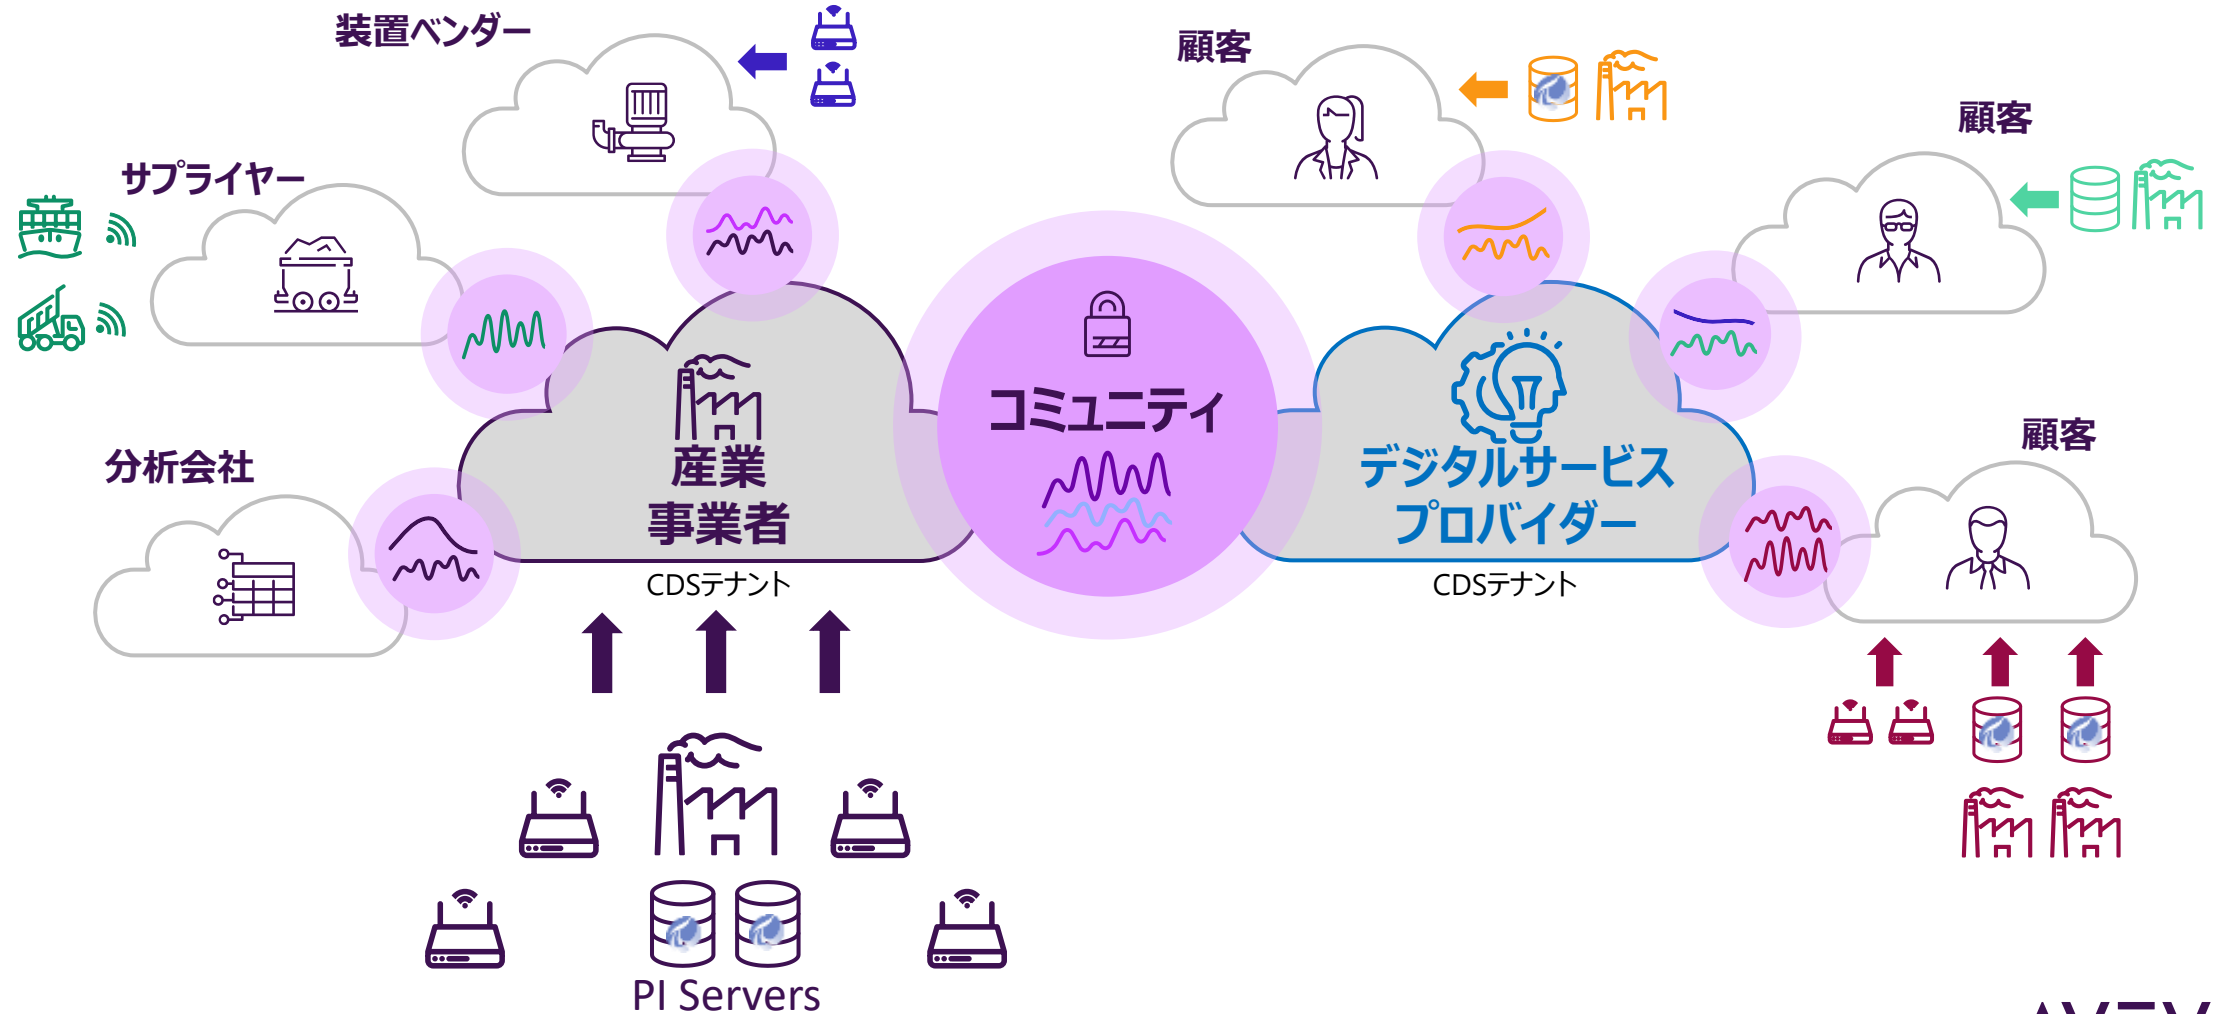 装置ベンダー
顧客
顧客
サプライヤー
コミュニティ
顧客
分析会社
産業
事業者
デジタルサービス
プロバイダー
CDSテナント
CDSテナント
PI Servers